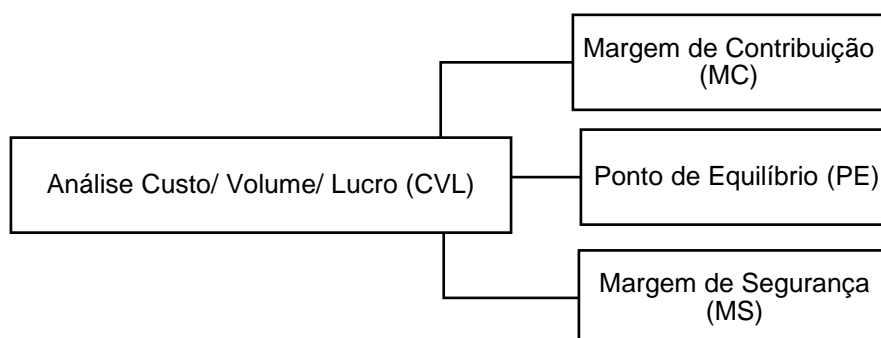 Margem de Contribuição
(MC)
Análise Custo/ Volume/ Lucro (CVL)
Ponto de Equilíbrio (PE)
Margem de Segurança
(MS)